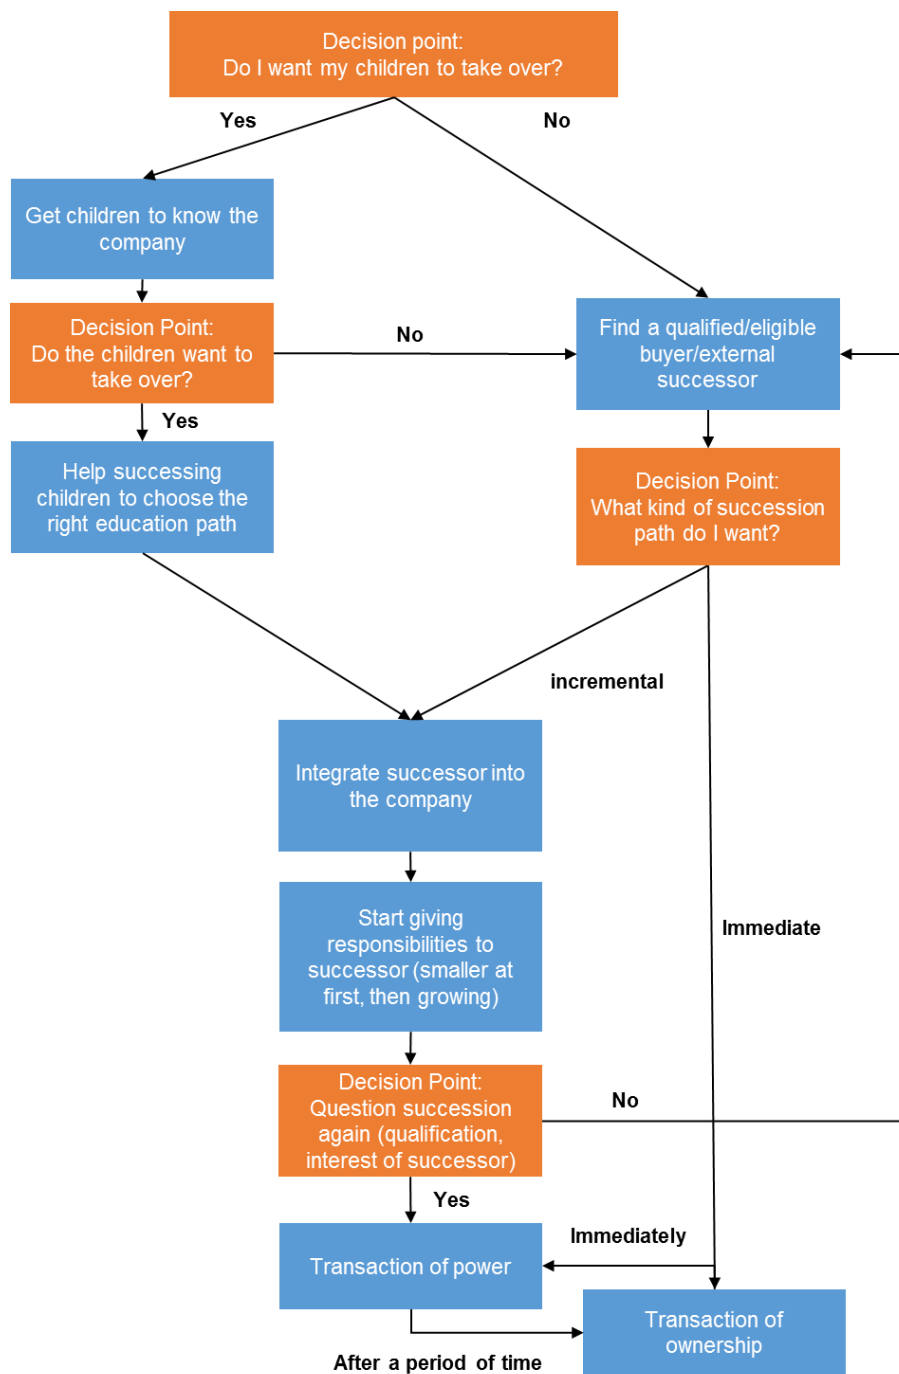 Decision point:
Do I want my children to take over?
Yes
No
Get children to know the
company
Decision Point:
Do the children want to
take over?
No
Find a qualified/eligible
buyer/external
successor
Yes
Help successing
children to choose the
right education path
Decision Point:
What kind of succession
path do I want?
incremental
Integrate successor into
the company
Start giving
responsibilities to
successor (smaller at
first, then growing)
Immediate
Decision Point:
Question succession
again (qualification,
interest of successor)
No
Yes
Immediately
Transaction of power
Transaction of
ownership
After a period of time